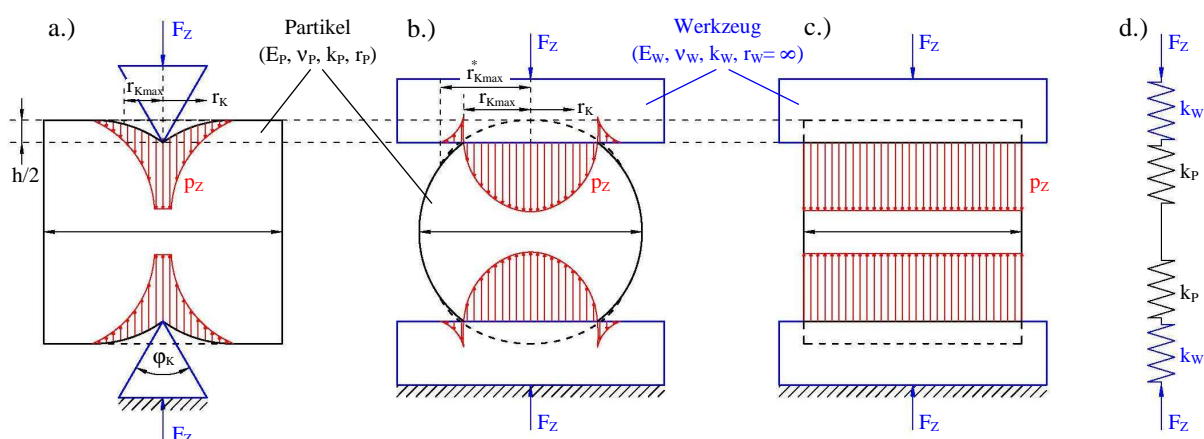 a.)
F_Z
Partikel
(E_P, ν_P, k_P, r_P)
b.)
F_Z
Werkzeug
(E_W, ν_W, k_W, r_W= ∞)
c.)
F_Z
d.)
F_Z
r_Kmax
r_K
r*_Kmax
r_Kmax
r_K
h/2
p_Z
p_Z
p_Z
k_W
k_P
k_P
k_W
φ_K
F_Z
F_Z
F_Z
F_Z